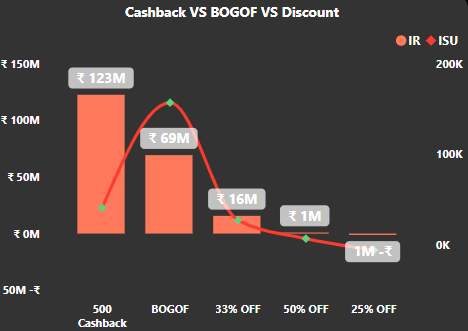 Cashback VS BOGOF VS Discount
IR ISU
₹ 150M
200K
₹ 123M
₹ 100M
₹ 69M
100K
₹ 50M
₹ 16M
₹ 1M
₹ 0M
0K
1M -₹
50M -₹
500 Cashback
BOGOF
33% OFF
50% OFF
25% OFF